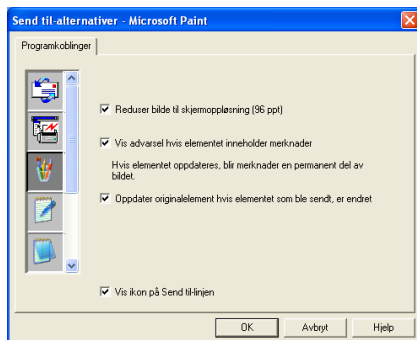 Send til-alternativer - Microsoft Paint
Programkoblinger
Reduser bilde til skjermoppløsning (96 ppt)
Vis advarsel hvis elementet inneholder merknader
Hvis elementet oppdateres, blir merknader en permanent del av
bildet.
Oppdater originalelement hvis elementet som ble sendt, er endret
Vis ikon på Send til-linjen
OK
Avbryt
Hjelp